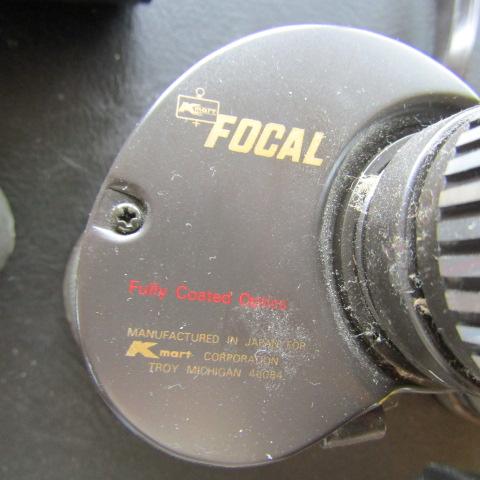 Kmart
FOCAL
Fully Coated Optics
MANUFACTURED IN JAPAN FOR
Kmart CORPORATION
TROY MICHIGAN 48084